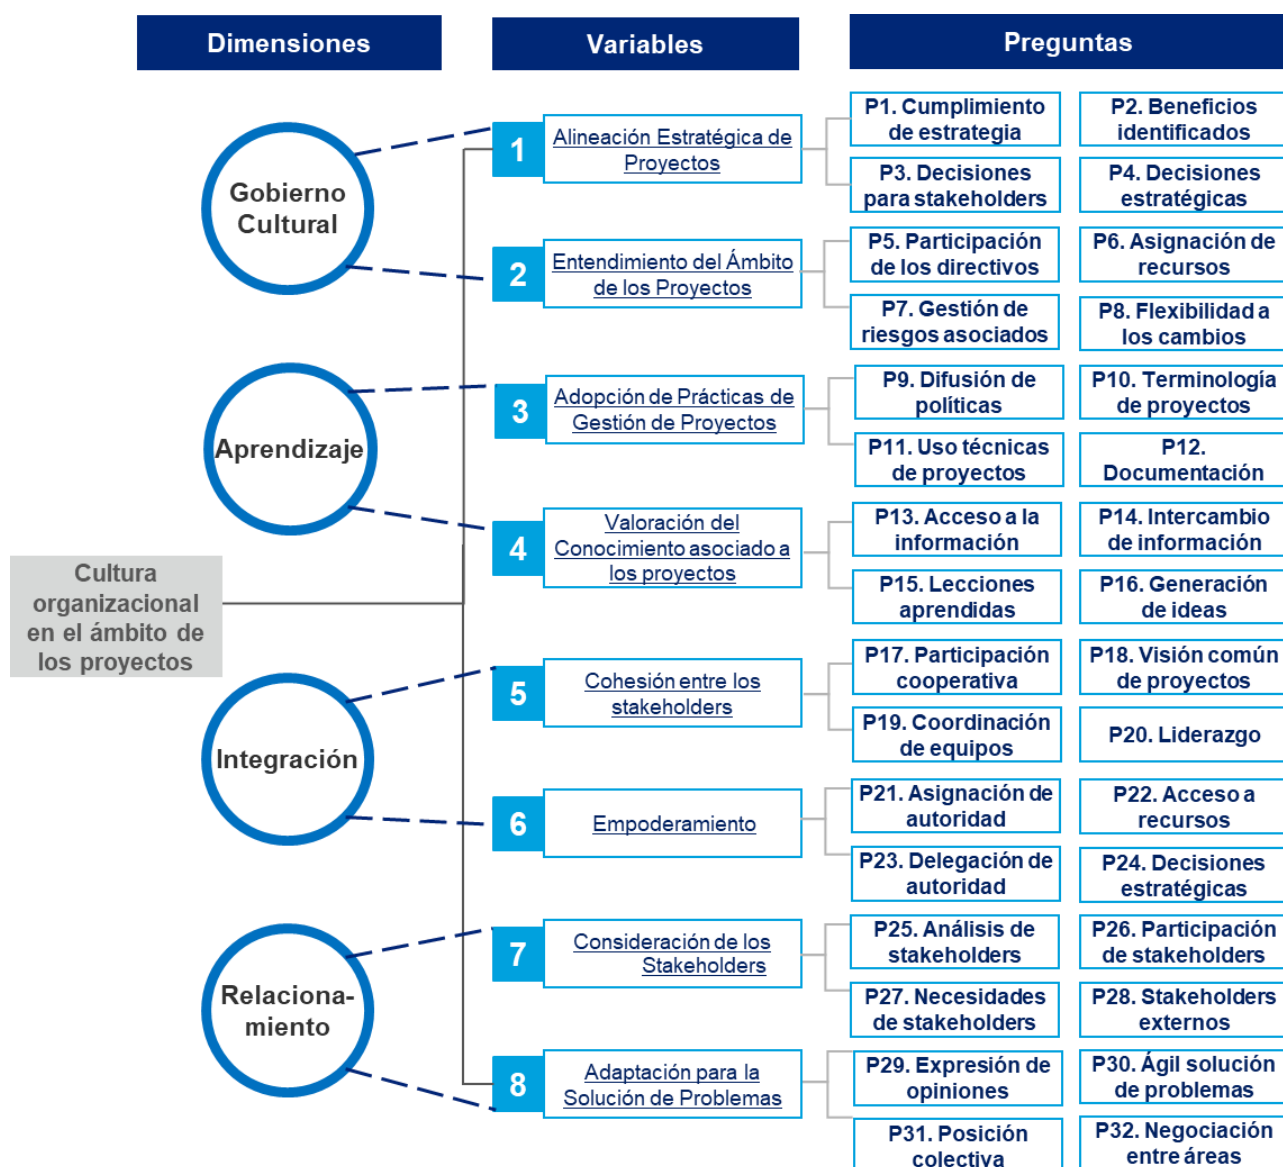 Dimensiones
Variables
Preguntas
Gobierno
Cultural
1
Alineación Estratégica de
Proyectos
P1. Cumplimiento
de estrategia
P2. Beneficios
identificados
P3. Decisiones
para stakeholders
P4. Decisiones
estratégicas
2
Entendimiento del Ámbito
de los Proyectos
P5. Participación
de los directivos
P6. Asignación de
recursos
P7. Gestión de
riesgos asociados
P8. Flexibilidad a
los cambios
Aprendizaje
3
Adopción de Prácticas de
Gestión de Proyectos
P9. Difusión de
políticas
P10. Terminología
de proyectos
P11. Uso técnicas
de proyectos
P12.
Documentación
4
Valoración del
Conocimiento asociado a
los proyectos
P13. Acceso a la
información
P14. Intercambio
de información
P15. Lecciones
aprendidas
P16. Generación
de ideas
Cultura
organizacional
en el ámbito de
los proyectos
Integración
5
Cohesión entre los
stakeholders
P17. Participación
cooperativa
P18. Visión común
de proyectos
P19. Coordinación
de equipos
P20. Liderazgo
6
Empoderamiento
P21. Asignación de
autoridad
P22. Acceso a
recursos
P23. Delegación de
autoridad
P24. Decisiones
estratégicas
Relaciona-
miento
7
Consideración de los
Stakeholders
P25. Análisis de
stakeholders
P26. Participación
de stakeholders
P27. Necesidades
de stakeholders
P28. Stakeholders
externos
8
Adaptación para la
Solución de Problemas
P29. Expresión de
opiniones
P30. Ágil solución
de problemas
P31. Posición
colectiva
P32. Negociación
entre áreas